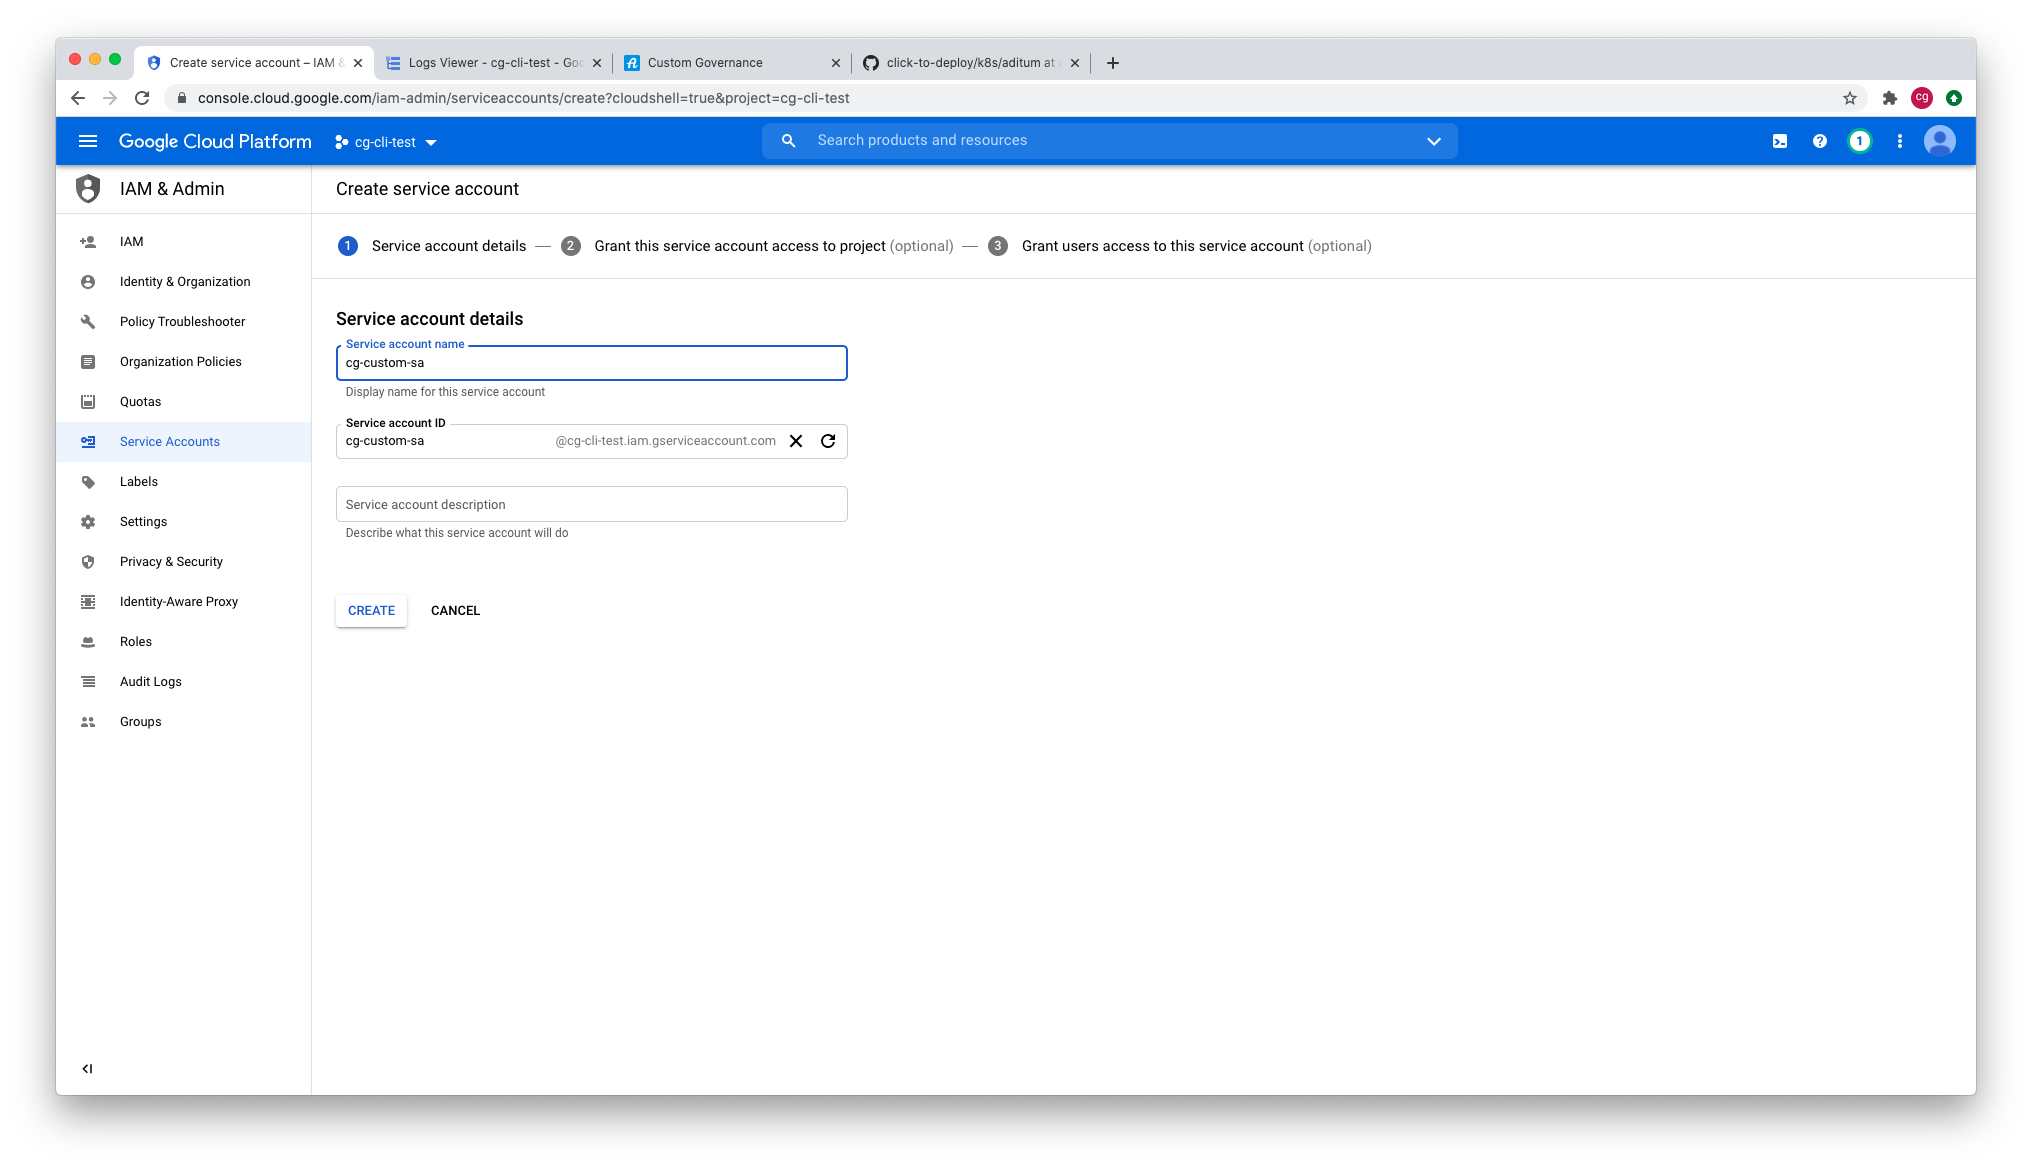 Create service account – IAM &
Logs Viewer - cg-cli-test - Goo
Custom Governance
click-to-deploy/k8s/aditum at
console.cloud.google.com/iam-admin/serviceaccounts/create?cloudshell=true&project=cg-cli-test
cg
Google Cloud Platform
cg-cli-test
Search products and resources
1
IAM & Admin
Create service account
1 Service account details — 2 Grant this service account access to project (optional) — 3 Grant users access to this service account (optional)
IAM
Identity & Organization
Policy Troubleshooter
Organization Policies
Quotas
Service Accounts
Labels
Settings
Privacy & Security
Identity-Aware Proxy
Roles
Audit Logs
Groups
Service account details
Service account name
cg-custom-sa
Display name for this service account
Service account ID
cg-custom-sa @cg-cli-test.iam.gserviceaccount.com
Service account description
Describe what this service account will do
CREATE CANCEL